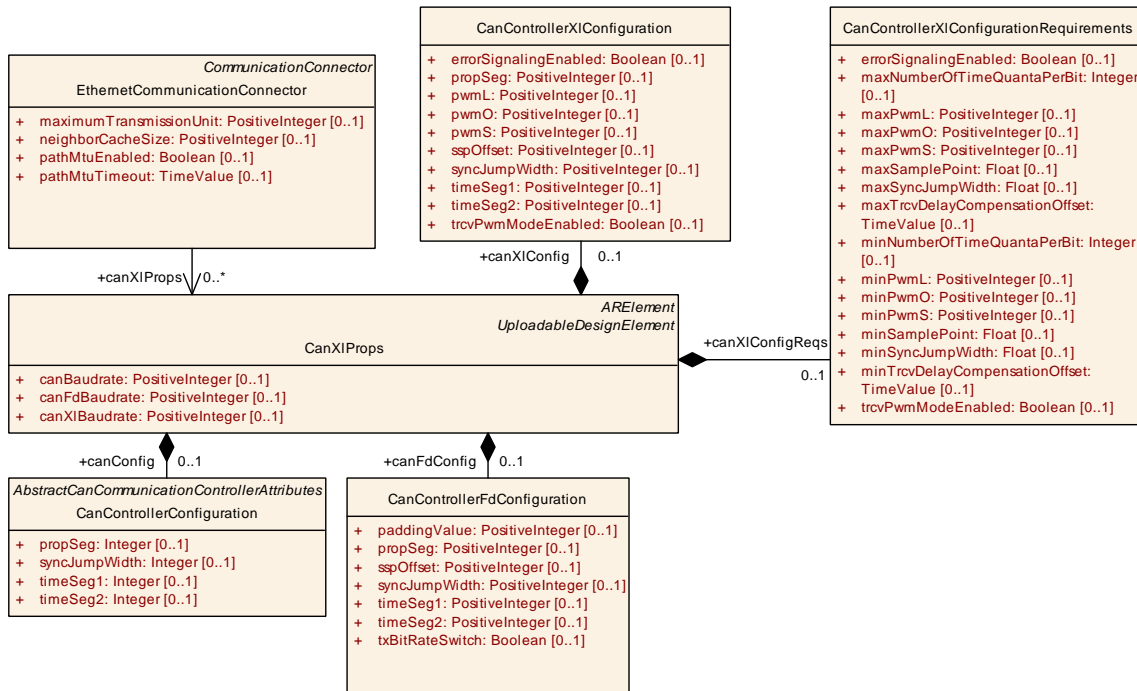 CommunicationConnector
EthernetCommunicationConnector
+ maximumTransmissionUnit: PositiveInteger [0..1]
+ neighborCacheSize: PositiveInteger [0..1]
+ pathMtuEnabled: Boolean [0..1]
+ pathMtuTimeout: TimeValue [0..1]
CanControllerXlConfiguration
+ errorSignalingEnabled: Boolean [0..1]
+ propSeg: PositiveInteger [0..1]
+ pwmL: PositiveInteger [0..1]
+ pwmO: PositiveInteger [0..1]
+ pwmS: PositiveInteger [0..1]
+ sspOffset: PositiveInteger [0..1]
+ syncJumpWidth: PositiveInteger [0..1]
+ timeSeg1: PositiveInteger [0..1]
+ timeSeg2: PositiveInteger [0..1]
+ trcvPwmModeEnabled: Boolean [0..1]
CanControllerXlConfigurationRequirements
+ errorSignalingEnabled: Boolean [0..1]
+ maxNumberOfTimeQuantaPerBit: Integer
[0..1]
+ maxPwmL: PositiveInteger [0..1]
+ maxPwmO: PositiveInteger [0..1]
+ maxPwmS: PositiveInteger [0..1]
+ maxSamplePoint: Float [0..1]
+ maxSyncJumpWidth: Float [0..1]
+ maxTrcvDelayCompensationOffset:
TimeValue [0..1]
+ minNumberOfTimeQuantaPerBit: Integer
[0..1]
+ minPwmL: PositiveInteger [0..1]
+ minPwmO: PositiveInteger [0..1]
+ minPwmS: PositiveInteger [0..1]
+ minSamplePoint: Float [0..1]
+ minSyncJumpWidth: Float [0..1]
+ minTrcvDelayCompensationOffset:
TimeValue [0..1]
+ trcvPwmModeEnabled: Boolean [0..1]
+canXlProps 0..*
+canXlConfig 0..1
+canXlConfigReqs
0..1
ARElement
UploadableDesignElement
CanXlProps
+ canBaudrate: PositiveInteger [0..1]
+ canFdBaudrate: PositiveInteger [0..1]
+ canXlBaudrate: PositiveInteger [0..1]
+canConfig 0..1
+canFdConfig 0..1
AbstractCanCommunicationControllerAttributes
CanControllerConfiguration
+ propSeg: Integer [0..1]
+ syncJumpWidth: Integer [0..1]
+ timeSeg1: Integer [0..1]
+ timeSeg2: Integer [0..1]
CanControllerFdConfiguration
+ paddingValue: PositiveInteger [0..1]
+ propSeg: PositiveInteger [0..1]
+ sspOffset: PositiveInteger [0..1]
+ syncJumpWidth: PositiveInteger [0..1]
+ timeSeg1: PositiveInteger [0..1]
+ timeSeg2: PositiveInteger [0..1]
+ txBitRateSwitch: Boolean [0..1]